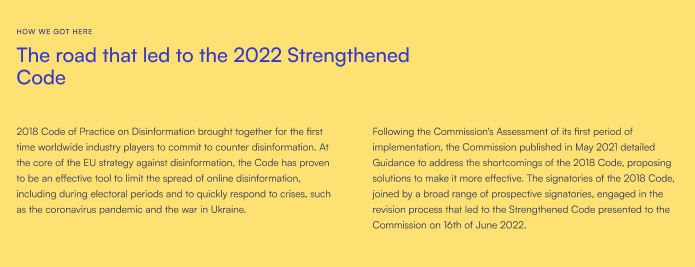 HOW WE GOT HERE
The road that led to the 2022 Strengthened
Code
2018 Code of Practice on Disinformation brought together for the first
time worldwide industry players to commit to counter disinformation. At
the core of the EU strategy against disinformation, the Code has proven
to be an effective tool to limit the spread of online disinformation,
including during electoral periods and to quickly respond to crises, such
as the coronavirus pandemic and the war in Ukraine.
Following the Commission's Assessment of its first period of
implementation, the Commission published in May 2021 detailed
Guidance to address the shortcomings of the 2018 Code, proposing
solutions to make it more effective. The signatories of the 2018 Code,
joined by a broad range of prospective signatories, engaged in the
revision process that led to the Strengthened Code presented to the
Commission on 16th of June 2022.